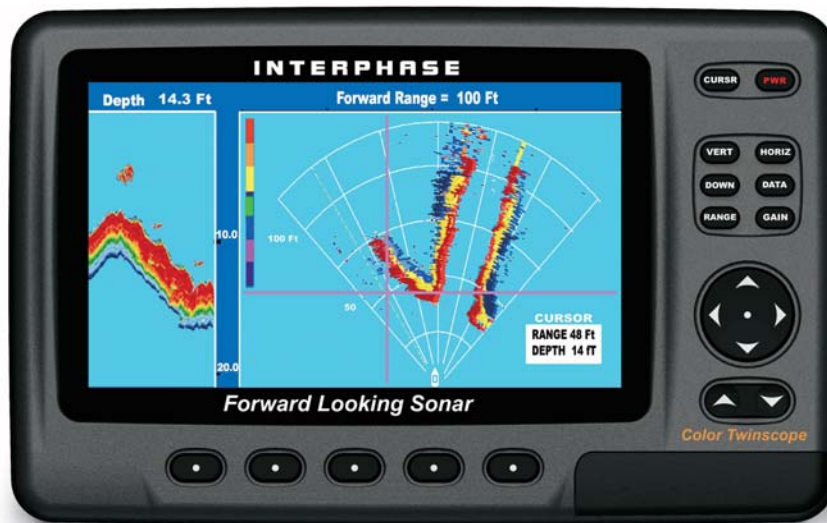 INTERPHASE
Depth 14.3 Ft
Forward Range = 100 Ft
10.0
20.0
100 Ft
50
CURSOR
RANGE 48 Ft
DEPTH 14 fT
Forward Looking Sonar
CURSR
PWR
VERT
HORIZ
DOWN
DATA
RANGE
GAIN
Color Twinscope